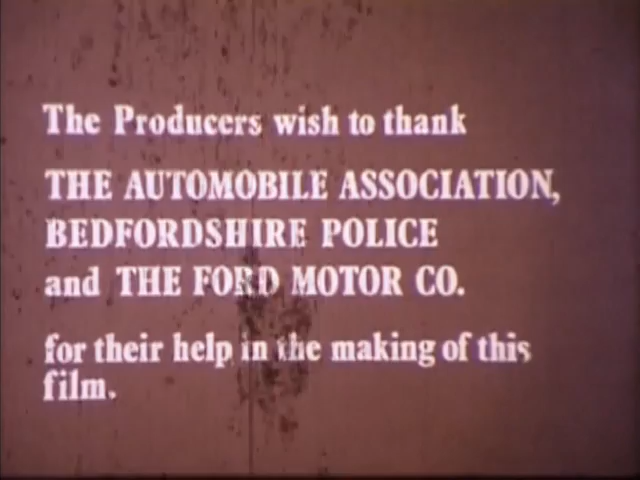 The Producers wish to thank
THE AUTOMOBILE ASSOCIATION,
BEDFORDSHIRE POLICE
and THE FORD MOTOR CO.
for their help in the making of this
film.